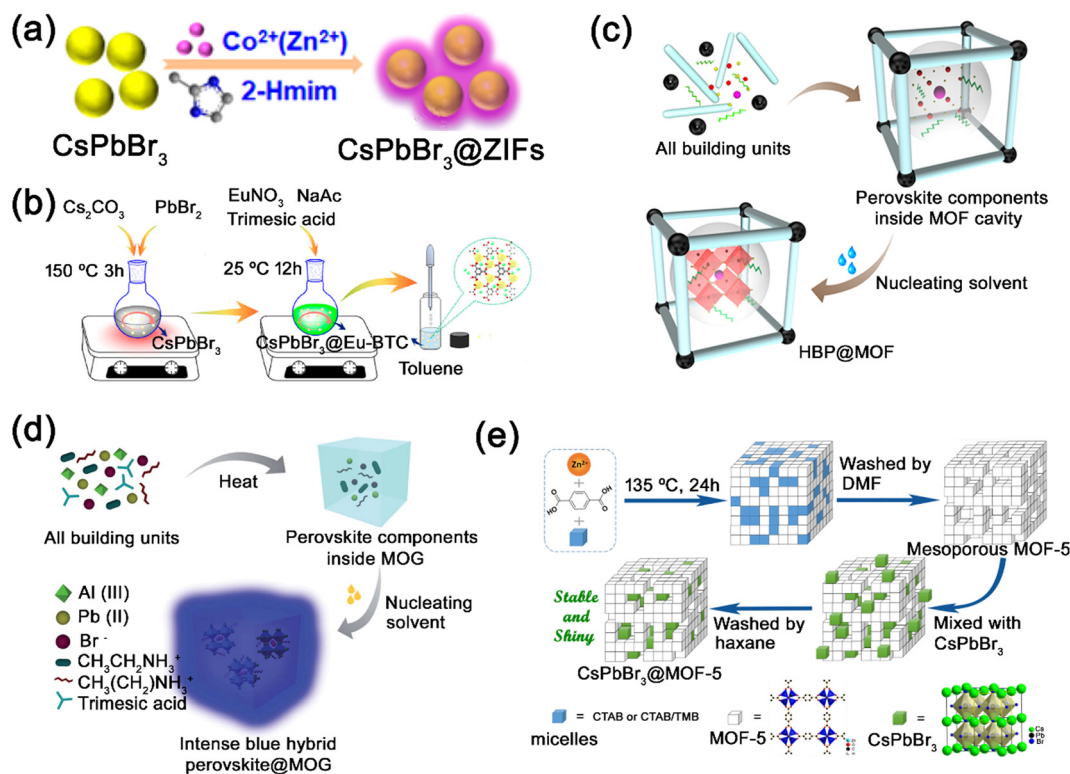 (a)
Co²⁺(Zn²⁺)
2-Hmim
CsPbBr₃
CsPbBr₃@ZIFs
(b)
Cs₂CO₃
PbBr₂
150 ºC 3h
CsPbBr₃
EuNO₃ NaAc
Trimesic acid
25 ºC 12h
CsPbBr₃@Eu-BTC
Toluene
(c)
All building units
Perovskite components
inside MOF cavity
Nucleating solvent
HBP@MOF
(d)
All building units
Heat
Perovskite components
inside MOG
Nucleating
solvent
Al (III)
Pb (II)
Br⁻
CH₃CH₂NH₃⁺
CH₃(CH₂)NH₃⁺
Trimesic acid
Intense blue hybrid
perovskite@MOG
(e)
Zn²⁺
+
HO
O
OH
O
+
135 ºC, 24h
Washed by
DMF
Mesoporous MOF-5
Mixed with
CsPbBr₃
Washed by
haxane
Stable
and
Shiny
CsPbBr₃@MOF-5
= CTAB or CTAB/TMB
micelles
=
MOF-5
=
CsPbBr₃
Cs
Pb
Br